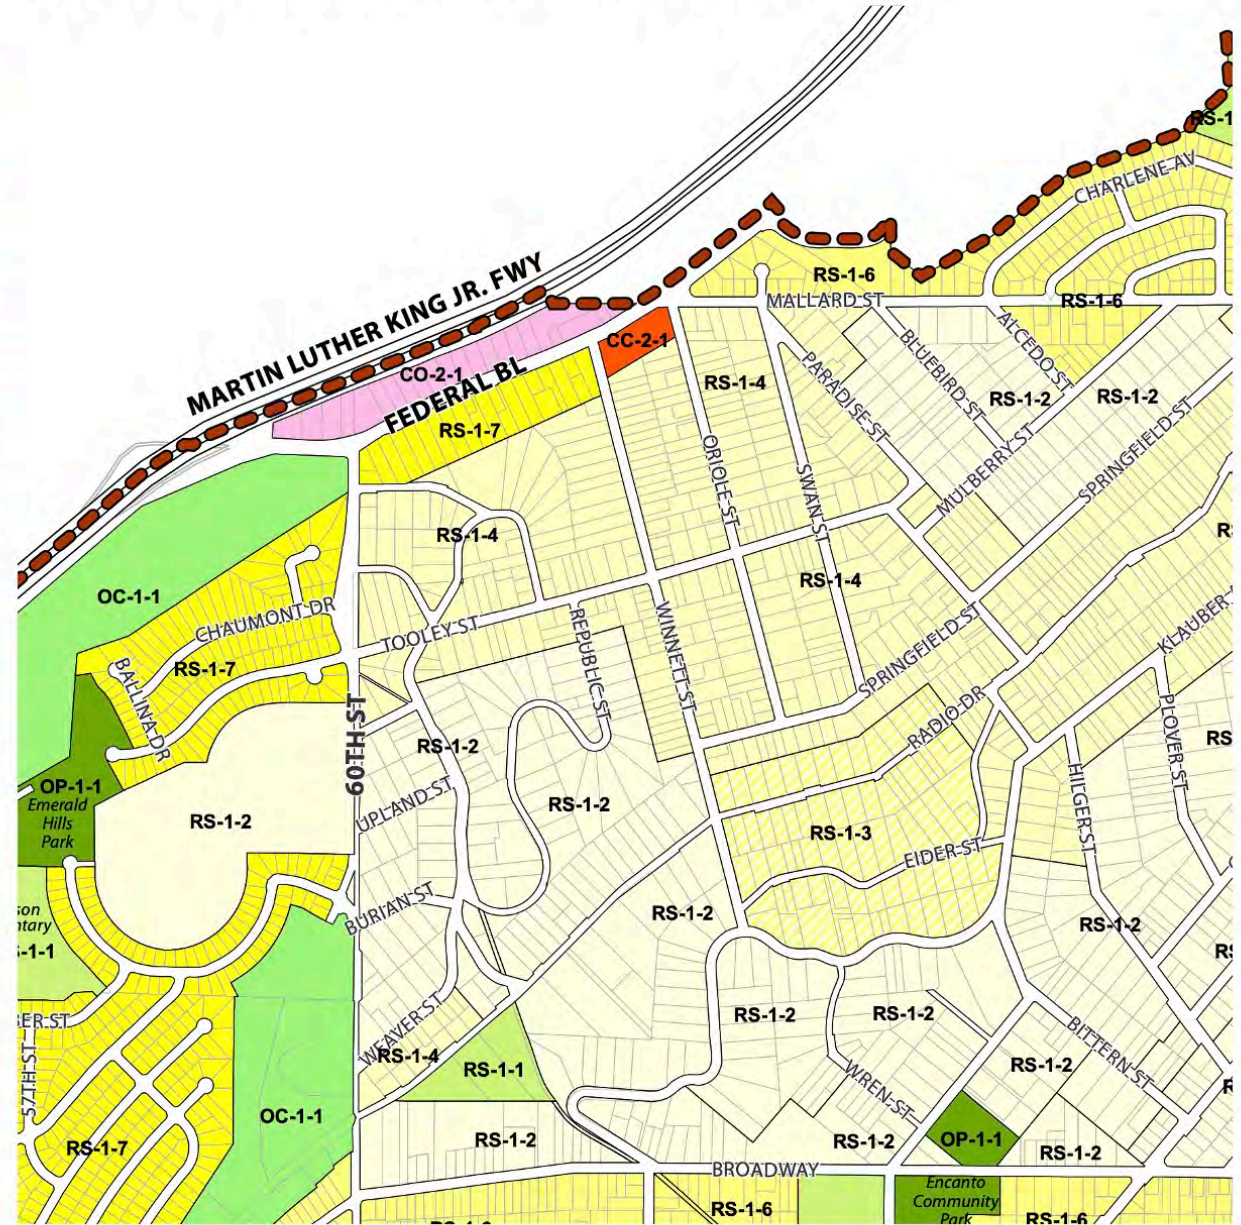 RS-1
CHARLENE AV
MARTIN LUTHER KING JR. FWY
RS-1-6
MALLARD ST
RS-1-6
CC-2-1
CO-2-1
FEDERAL BL
RS-1-7
RS-1-4
ALCEDO ST
BLUEBIRD ST
PARADISE ST
RS-1-2
RS-1-2
SPRINGFIELD ST
MULBERRY ST
ORIOLE ST
SWAN ST
RS-1-4
OC-1-1
RS-1-4
CHAUMONT DR
TOOLEY ST
REPUBLIC ST
WINNETT ST
SPRINGFIELD ST
KLAUBER
RS-1-7
BALLINA DR
RADIO DR
PLOVER ST
60TH ST
RS-1-2
RS
OP-1-1
Emerald
Hills
Park
RS-1-2
UPLAND ST
RS-1-2
RS-1-3
HILGER ST
EIDER ST
BURIAN ST
RS-1-2
RS-1-2
son
ntary
-1-1
RS-1-2
RS-1-2
BER ST
57TH ST
WEAVER ST
RS-1-4
RS-1-1
WREN ST
RS-1-2
BITTERN ST
OC-1-1
RS-1-7
RS-1-2
RS-1-2
OP-1-1
RS-1-2
BROADWAY
RS-1-6
Encanto
Community
Park
RS-1-6